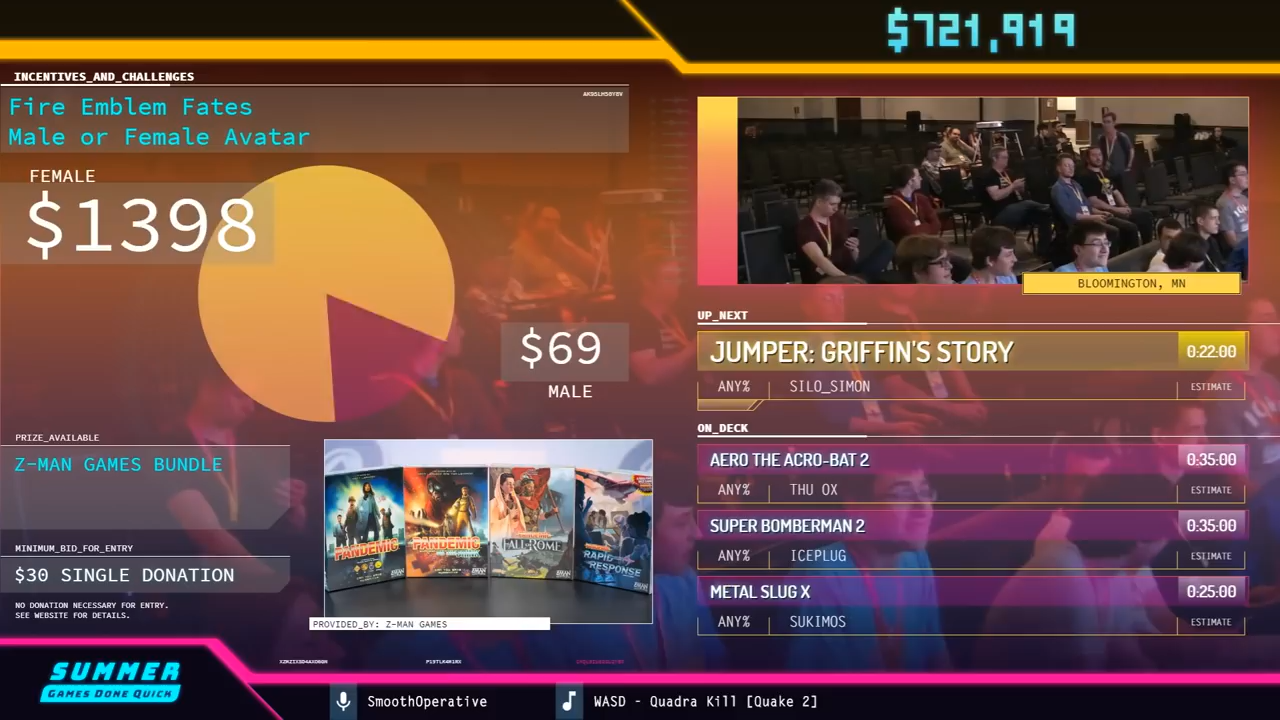 $721,919
INCENTIVES_AND_CHALLENGES
Fire Emblem Fates
Male or Female Avatar
FEMALE
$1398
$69
MALE
PRIZE_AVAILABLE
Z-MAN GAMES BUNDLE
MINIMUM_BID_FOR_ENTRY
$30 SINGLE DONATION
NO DONATION NECESSARY FOR ENTRY.
SEE WEBSITE FOR DETAILS.
PANDEMIC
PANDEMIC
FALL OF ROME
RAPID
RESPONSE
PROVIDED_BY: Z-MAN GAMES
BLOOMINGTON, MN
UP_NEXT
JUMPER: GRIFFIN'S STORY
0:22:00
ANY%
SILO_SIMON
ESTIMATE
ON_DECK
AERO THE ACRO-BAT 2
0:35:00
ANY%
THU OX
ESTIMATE
SUPER BOMBERMAN 2
0:35:00
ANY%
ICEPLUG
ESTIMATE
METAL SLUG X
0:25:00
ANY%
SUKIMOS
ESTIMATE
SUMMER
GAMES DONE QUICK
SmoothOperative
WASD - Quadra Kill [Quake 2]